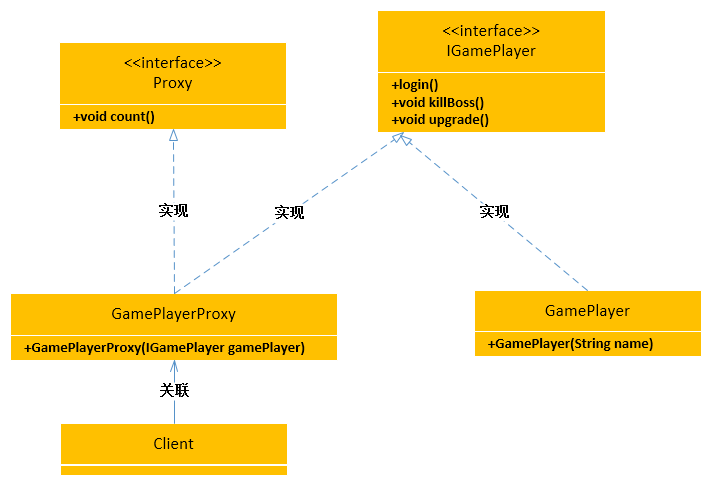 <<interface>>
Proxy
+void count()
<<interface>>
IGamePlayer
+login()
+void killBoss()
+void upgrade()
实现
实现
实现
GamePlayerProxy
+GamePlayerProxy(IGamePlayer gamePlayer)
GamePlayer
+GamePlayer(String name)
关联
Client